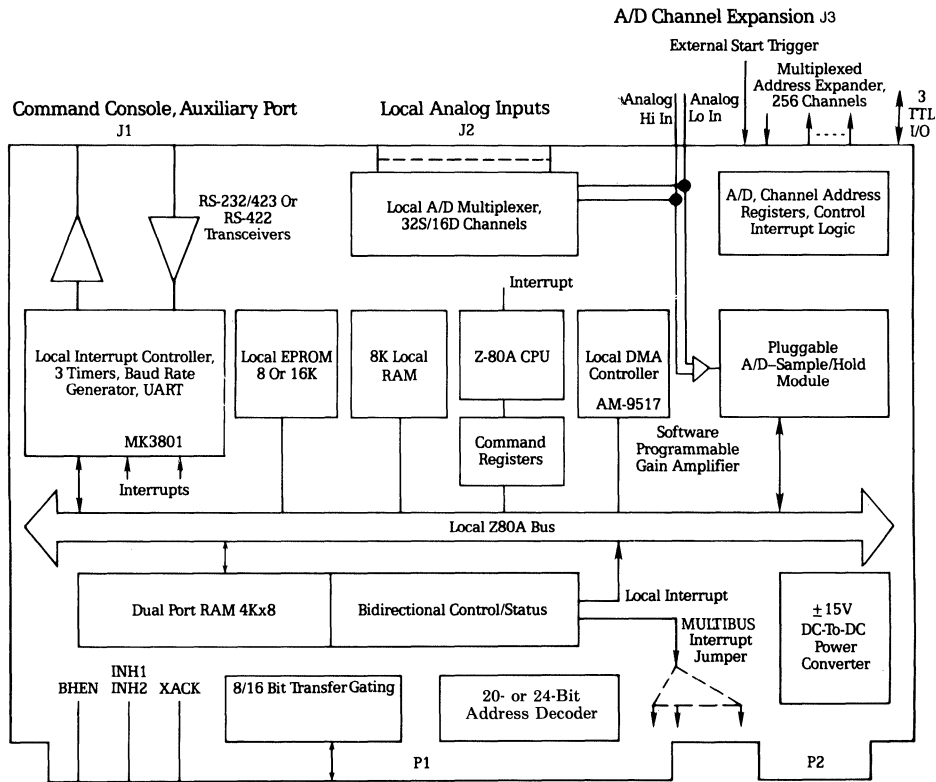 A/D Channel Expansion J3
External Start Trigger
Multiplexed
Address Expander,
256 Channels
3
TTL
I/O
Analog
Hi In
Analog
Lo In
Command Console, Auxiliary Port
J1
Local Analog Inputs
J2
RS-232/423 Or
RS-422
Transceivers
Local A/D Multiplexer,
32S/16D Channels
A/D, Channel Address
Registers, Control
Interrupt Logic
Interrupt
Local Interrupt Controller,
3 Timers, Baud Rate
Generator, UART
MK3801
Local EPROM
8 Or 16K
8K Local
RAM
Z-80A CPU
Local DMA
Controller
AM-9517
Pluggable
A/D–Sample/Hold
Module
Command
Registers
Software
Programmable
Gain Amplifier
Interrupts
Local Z80A Bus
Dual Port RAM 4Kx8
Bidirectional Control/Status
Local Interrupt
MULTIBUS
Interrupt
Jumper
±15V
DC-To-DC
Power
Converter
BHEN
INH1
INH2
XACK
8/16 Bit Transfer Gating
20- or 24-Bit
Address Decoder
P1
P2